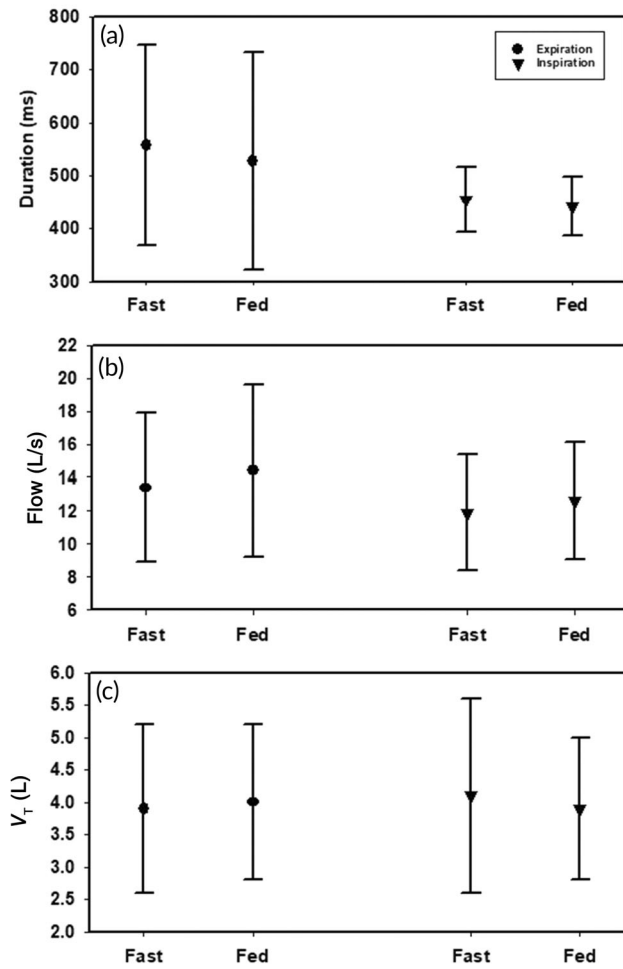 (a)
Expiration
Inspiration
Duration (ms)
800
700
600
500
400
300
Fast Fed Fast Fed
(b)
Flow (L/s)
22
20
18
16
14
12
10
8
6
Fast Fed Fast Fed
(c)
V_T (L)
6.0
5.5
5.0
4.5
4.0
3.5
3.0
2.5
2.0
Fast Fed Fast Fed